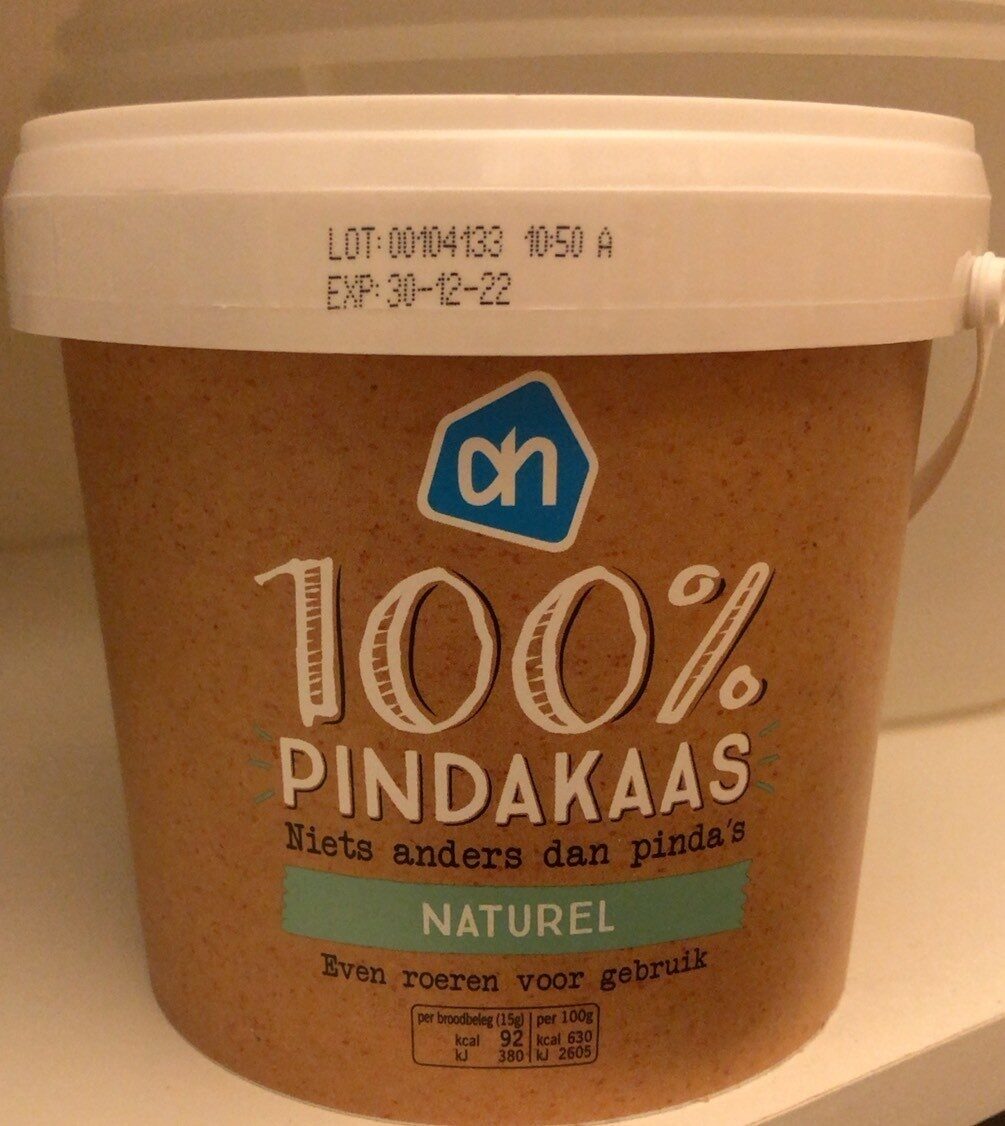 LOT: 00104133 10:50 A
EXP: 30-12-22
ah
100%
PINDAKAAS
Niets anders dan pinda's
NATUREL
Even roeren voor gebruik
per broodbeleg (15g) per 100g
kcal 92 kcal 630
kJ 380 kJ 2605